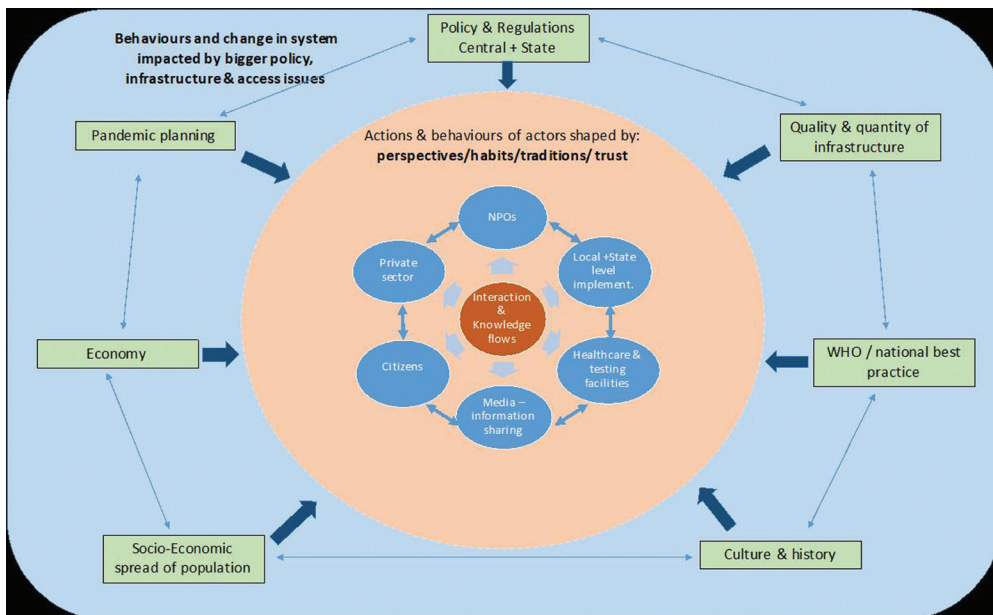 Behaviours and change in system
impacted by bigger policy,
infrastructure & access issues
Policy & Regulations
Central + State
Pandemic planning
Quality & quantity of
infrastructure
Actions & behaviours of actors shaped by:
perspectives/habits/traditions/ trust
NPOs
Private
sector
Local +State
level
implement.
Interaction
&
Knowledge
flows
Citizens
Healthcare &
testing
facilities
Media –
information
sharing
Economy
WHO / national best
practice
Socio-Economic
spread of population
Culture & history